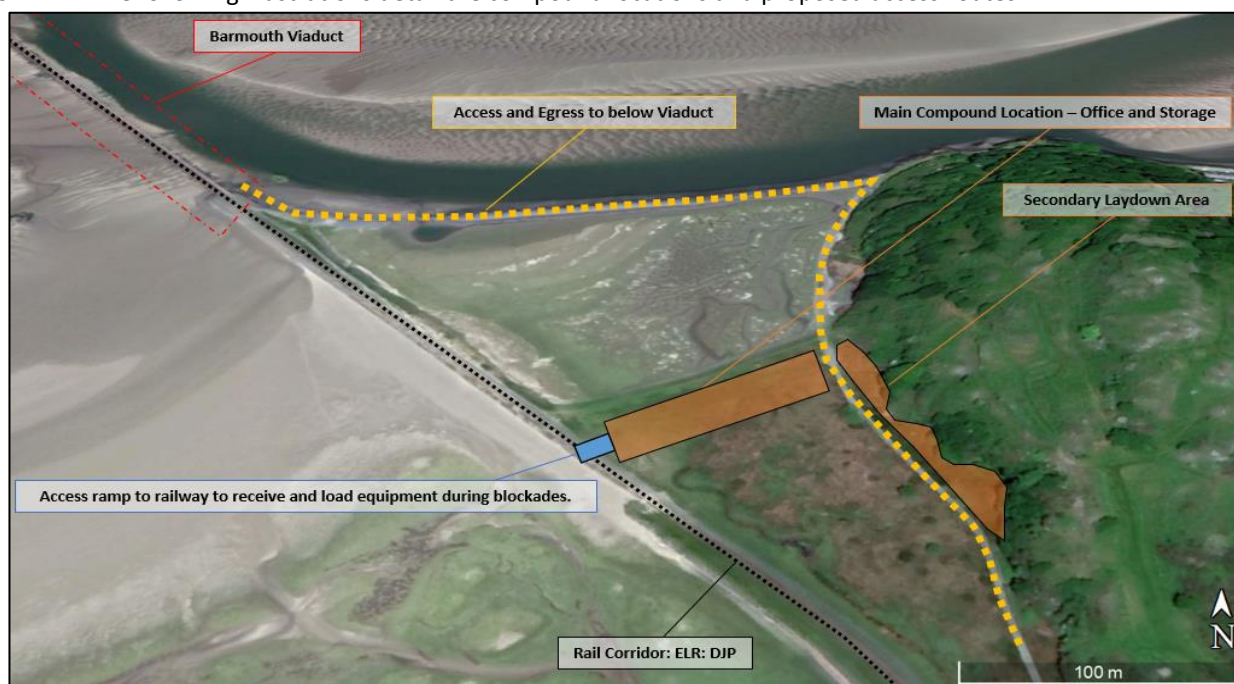 Barmouth Viaduct
Access and Egress to below Viaduct
Main Compound Location – Office and Storage
Secondary Laydown Area
Access ramp to railway to receive and load equipment during blockades.
Rail Corridor: ELR: DJP
N
100 m